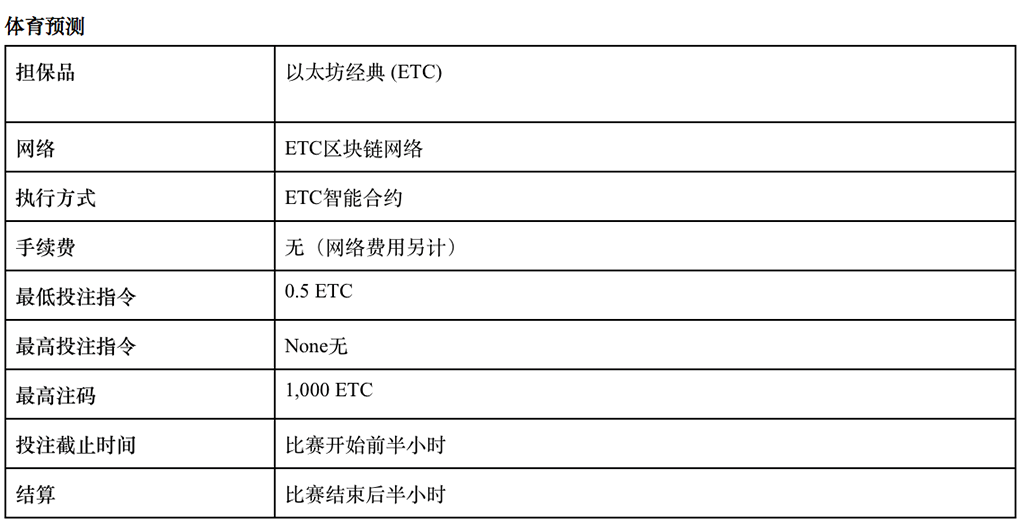 体育预测
担保品 以太坊经典 (ETC)
网络 ETC区块链网络
执行方式 ETC智能合约
手续费 无（网络费用另计）
最低投注指令 0.5 ETC
最高投注指令 None无
最高注码 1,000 ETC
投注截止时间 比赛开始前半小时
结算 比赛结束后半小时